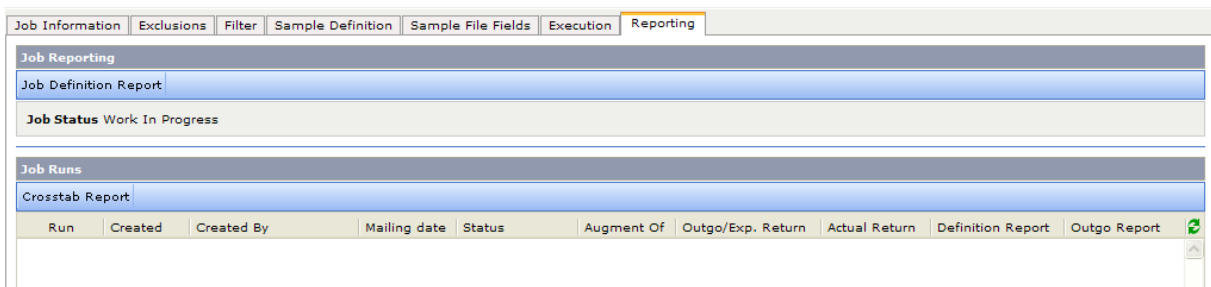 Job Information Exclusions Filter Sample Definition Sample File Fields Execution Reporting
Job Reporting
Job Definition Report
Job Status Work In Progress
Job Runs
Crosstab Report
Run Created Created By Mailing date Status Augment Of Outgo/Exp. Return Actual Return Definition Report Outgo Report